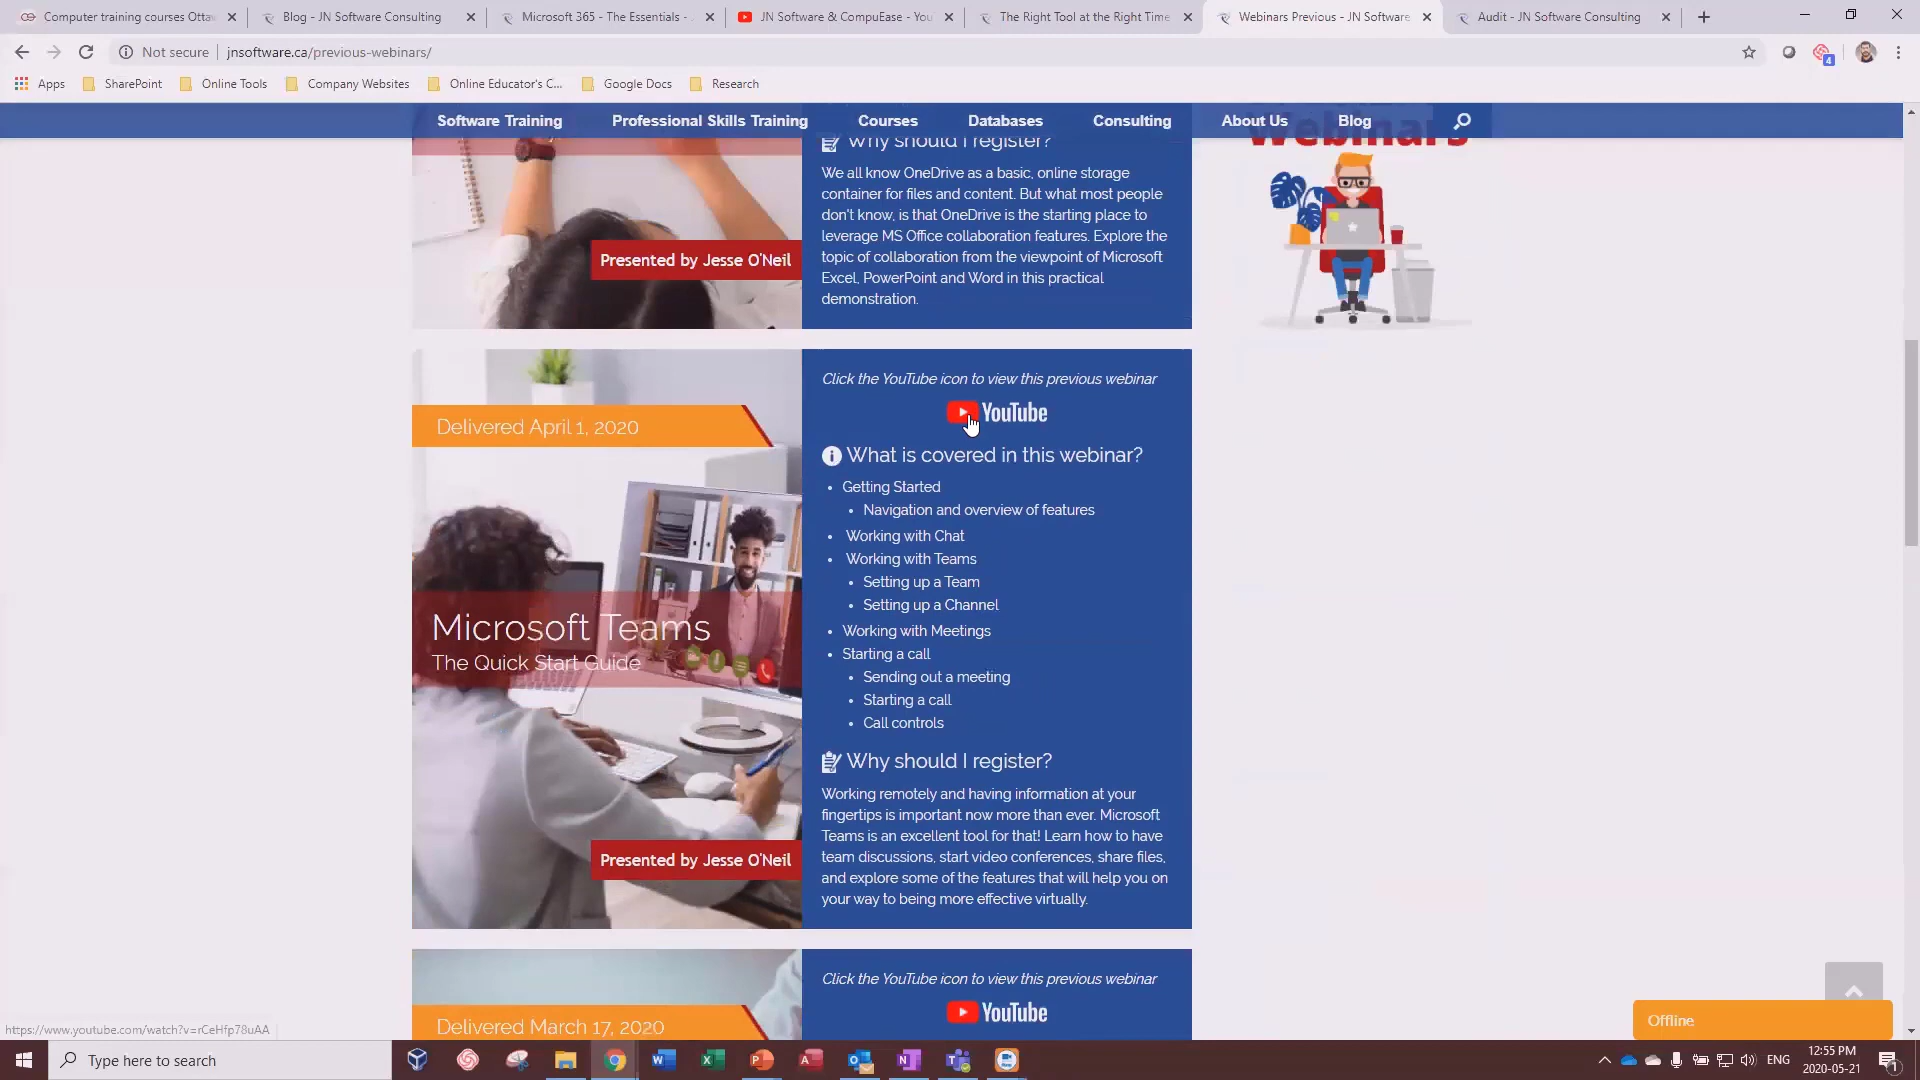 Computer training courses Otta
Blog - JN Software Consulting
Microsoft 365 - The Essentials -
JN Software & CompuEase - You
The Right Tool at the Right Time
Webinars Previous - JN Software
Audit - JN Software Consulting
Not secure
jnsoftware.ca/previous-webinars/
4
Apps
SharePoint
Online Tools
Company Websites
Online Educator's C...
Google Docs
Research
Software Training
Professional Skills Training
Courses
Databases
Consulting
About Us
Blog
Webinars
Why should I register?
We all know OneDrive as a basic, online storage
container for files and content. But what most people
don't know, is that OneDrive is the starting place to
leverage MS Office collaboration features. Explore the
topic of collaboration from the viewpoint of Microsoft
Excel, PowerPoint and Word in this practical
demonstration.
Presented by Jesse O'Neil
Click the YouTube icon to view this previous webinar
YouTube
Delivered April 1, 2020
What is covered in this webinar?
• Getting Started
• Navigation and overview of features
• Working with Chat
• Working with Teams
• Setting up a Team
• Setting up a Channel
• Working with Meetings
• Starting a call
• Sending out a meeting
• Starting a call
• Call controls
Microsoft Teams
The Quick Start Guide
Why should I register?
Working remotely and having information at your
fingertips is important now more than ever. Microsoft
Teams is an excellent tool for that! Learn how to have
team discussions, start video conferences, share files,
and explore some of the features that will help you on
your way to being more effective virtually.
Presented by Jesse O'Neil
Click the YouTube icon to view this previous webinar
YouTube
Delivered March 17, 2020
https://www.youtube.com/watch?v=rCeHfp78uAA
Offline
Type here to search
ENG
12:55 PM
2020-05-21
1